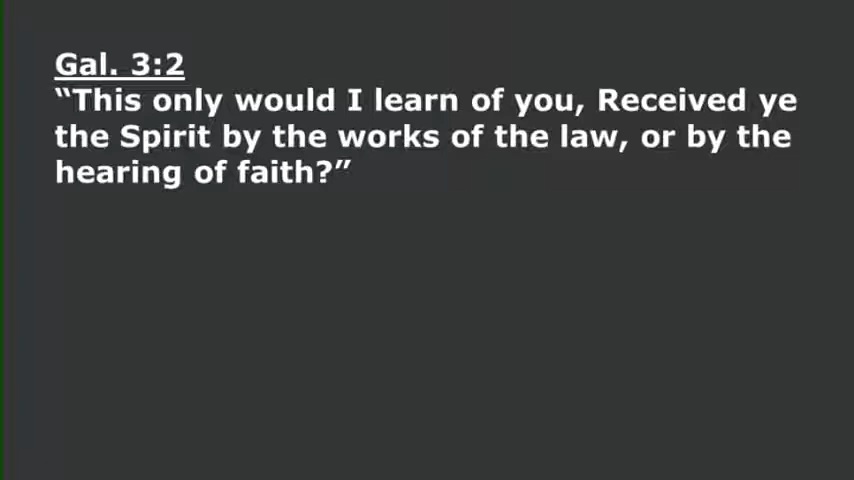 Gal. 3:2
“This only would I learn of you, Received ye
the Spirit by the works of the law, or by the
hearing of faith?”